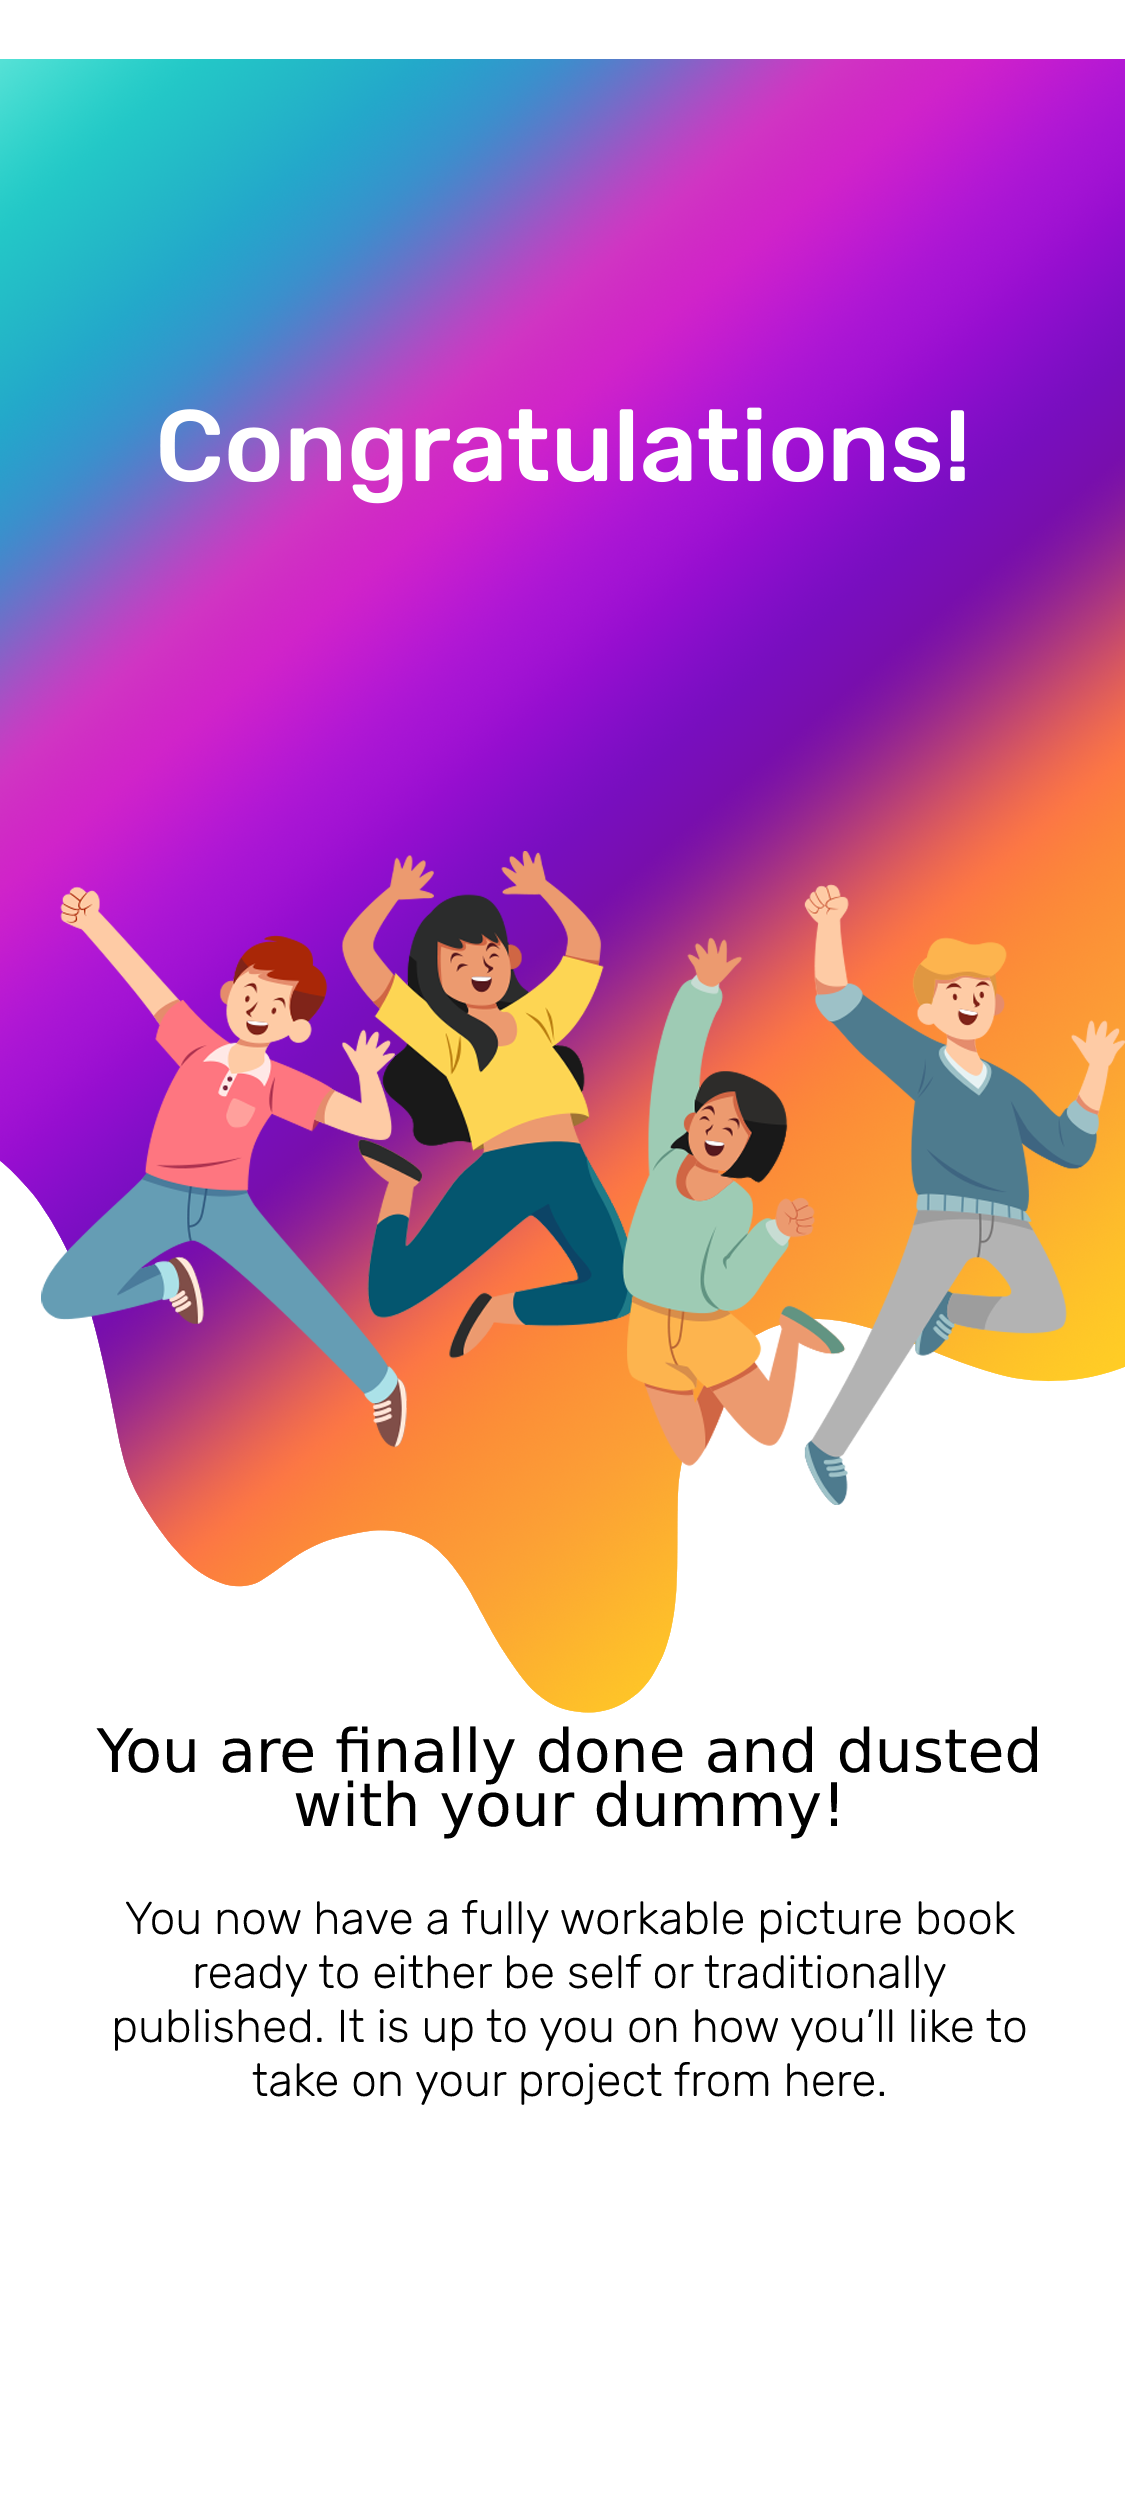 Congratulations!
You are finally done and dusted
with your dummy!
You now have a fully workable picture book
ready to either be self or traditionally
published. It is up to you on how you’ll like to
take on your project from here.